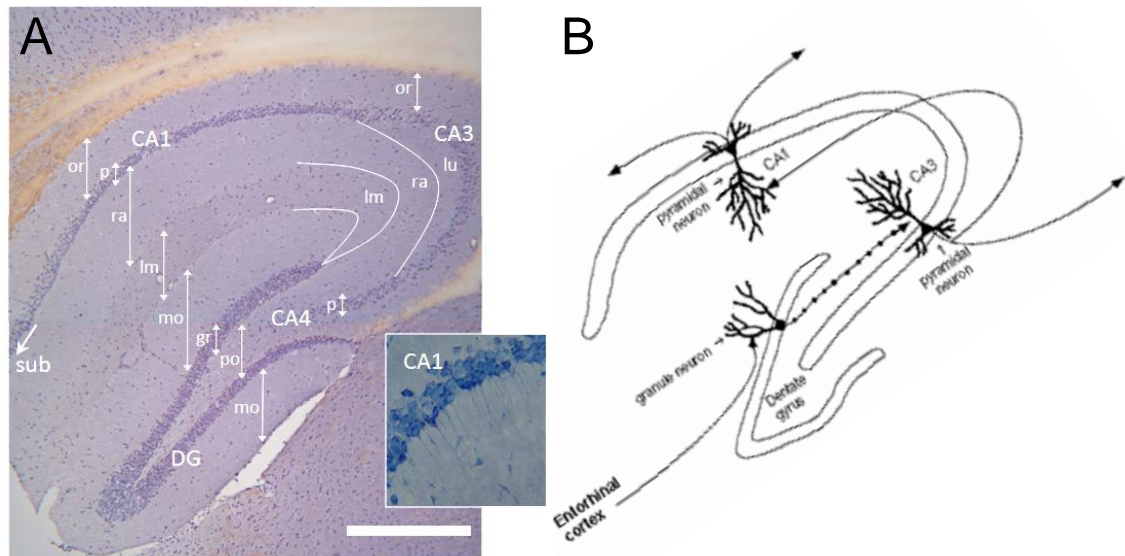 A
or
CA3
CA1
or
p
lu
ra
lm
ra
lm
mo
p
CA4
gr
po
sub
CA1
mo
DG
B
CA1
pyramidal
neuron
CA3
pyramidal
neuron
granule neuron
Dentate
gyrus
Entorhinal
cortex